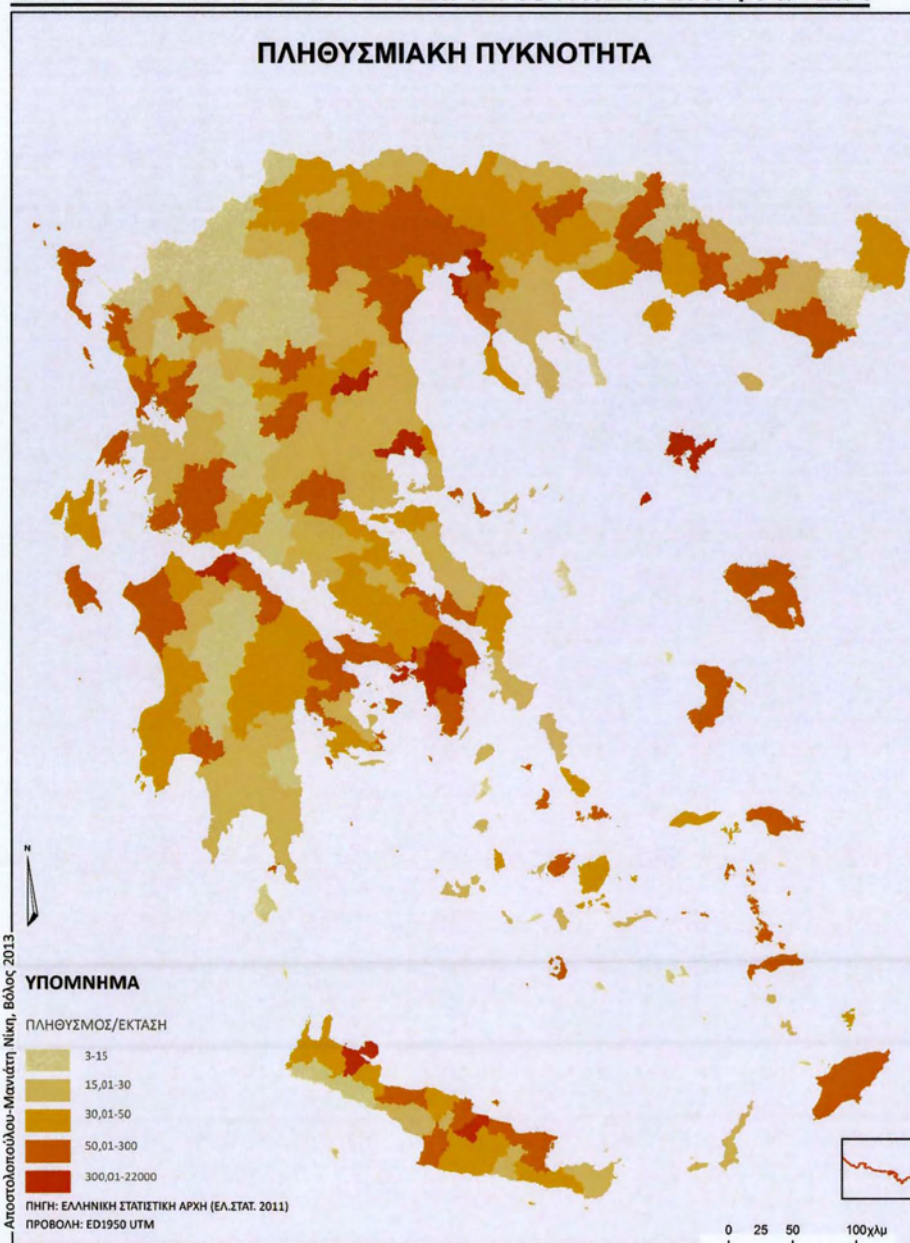 ΠΛΗΘΥΣΜΙΑΚΗ ΠΥΚΝΟΤΗΤΑ
N
Αποστολοπούλου-Μανιάτη Νίκη, Βόλος 2013
ΥΠΟΜΝΗΜΑ
ΠΛΗΘΥΣΜΟΣ/ΕΚΤΑΣΗ
3-15
15,01-30
30,01-50
50,01-300
300,01-22000
ΠΗΓΗ: ΕΛΛΗΝΙΚΗ ΣΤΑΤΙΣΤΙΚΗ ΑΡΧΗ (ΕΛ.ΣΤΑΤ. 2011)
ΠΡΟΒΟΛΗ: ED1950 UTM
0 25 50 100χλμ